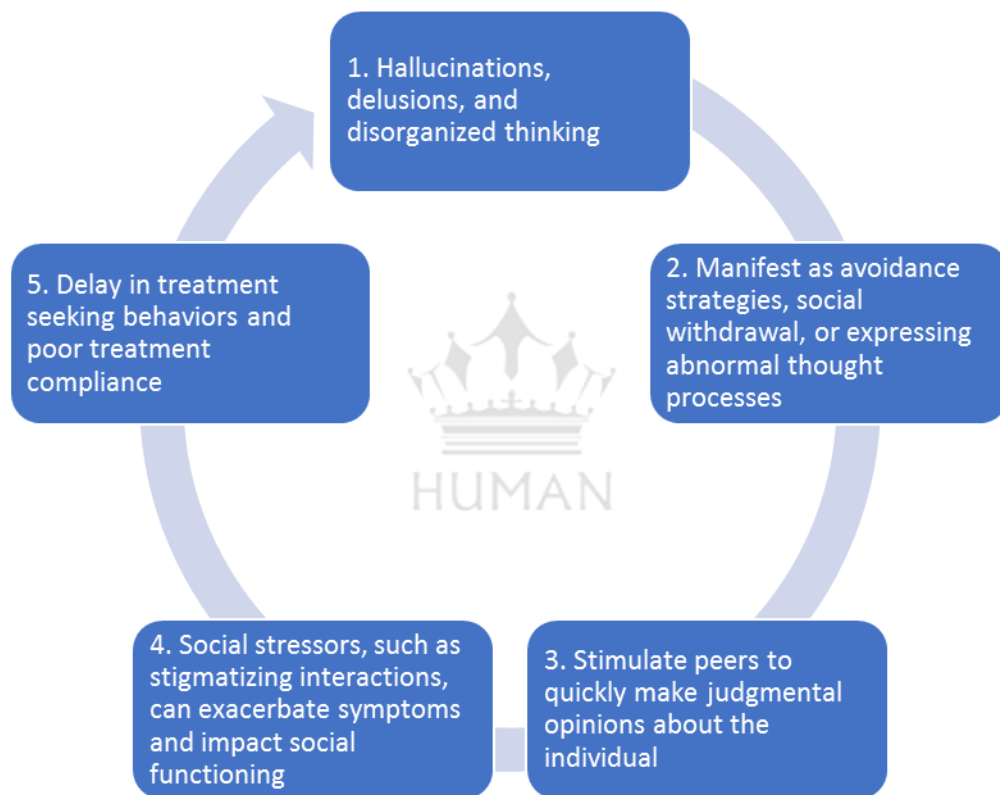 1. Hallucinations,
delusions, and
disorganized thinking
2. Manifest as avoidance
strategies, social
withdrawal, or expressing
abnormal thought
processes
3. Stimulate peers to
quickly make judgmental
opinions about the
individual
4. Social stressors, such as
stigmatizing interactions,
can exacerbate symptoms
and impact social
functioning
5. Delay in treatment
seeking behaviors and
poor treatment
compliance
HUMAN